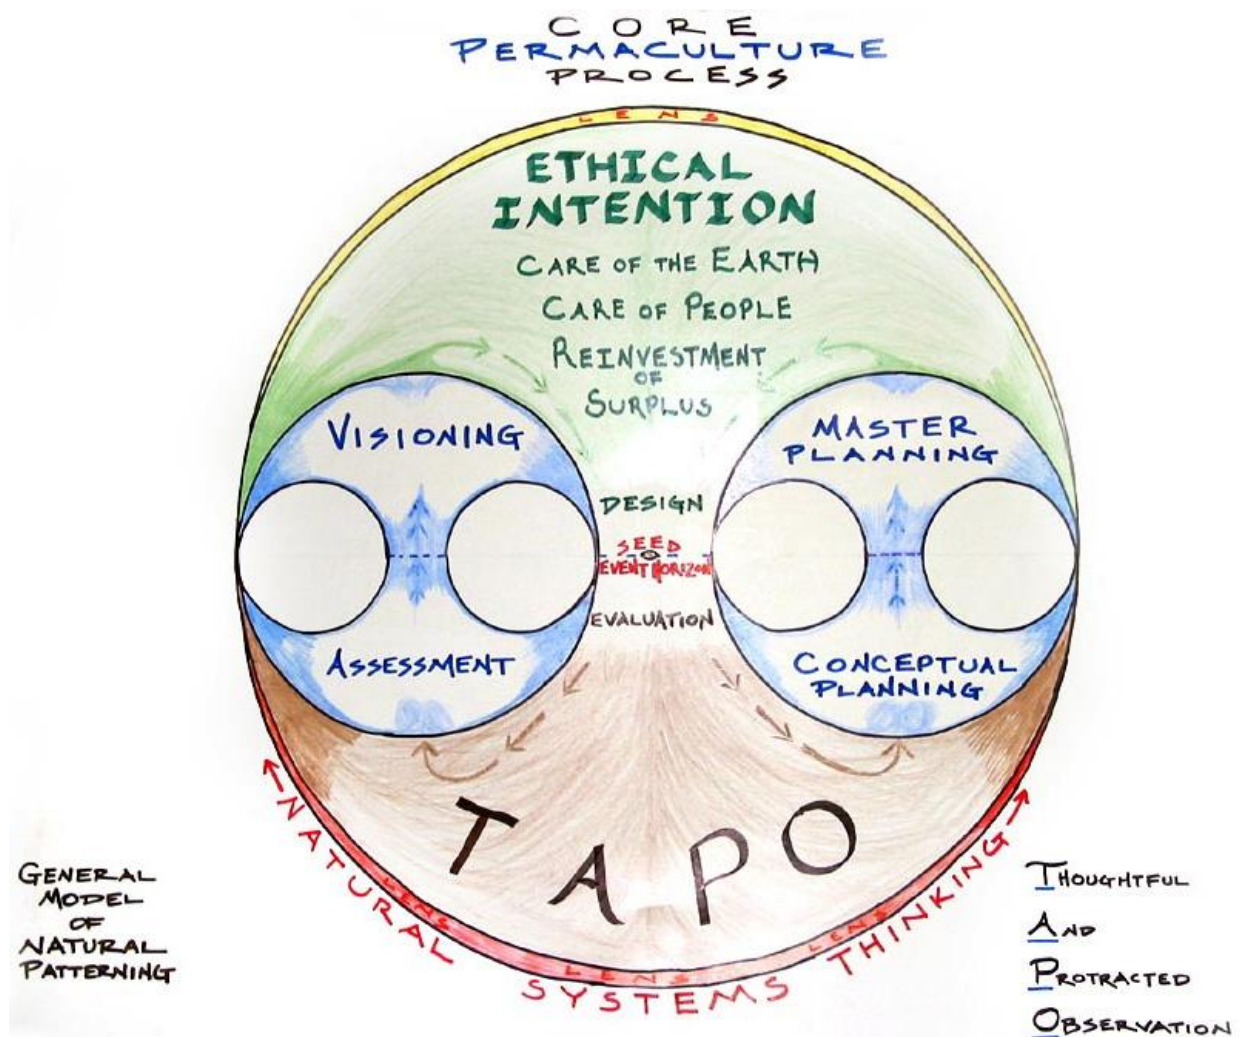 CORE
PERMACULTURE
PROCESS
LENS
ETHICAL
INTENTION
CARE OF THE EARTH
CARE OF PEOPLE
REINVESTMENT
OF
SURPLUS
VISIONING
MASTER
PLANNING
DESIGN
SEED
EVENT HORIZON
EVALUATION
ASSESSMENT
CONCEPTUAL
PLANNING
TAPO
LENS
LENS
LENS
NATURAL
SYSTEMS
THINKING
GENERAL
MODEL
OF
NATURAL
PATTERNING
THOUGHTFUL
AND
PROTRACTED
OBSERVATION